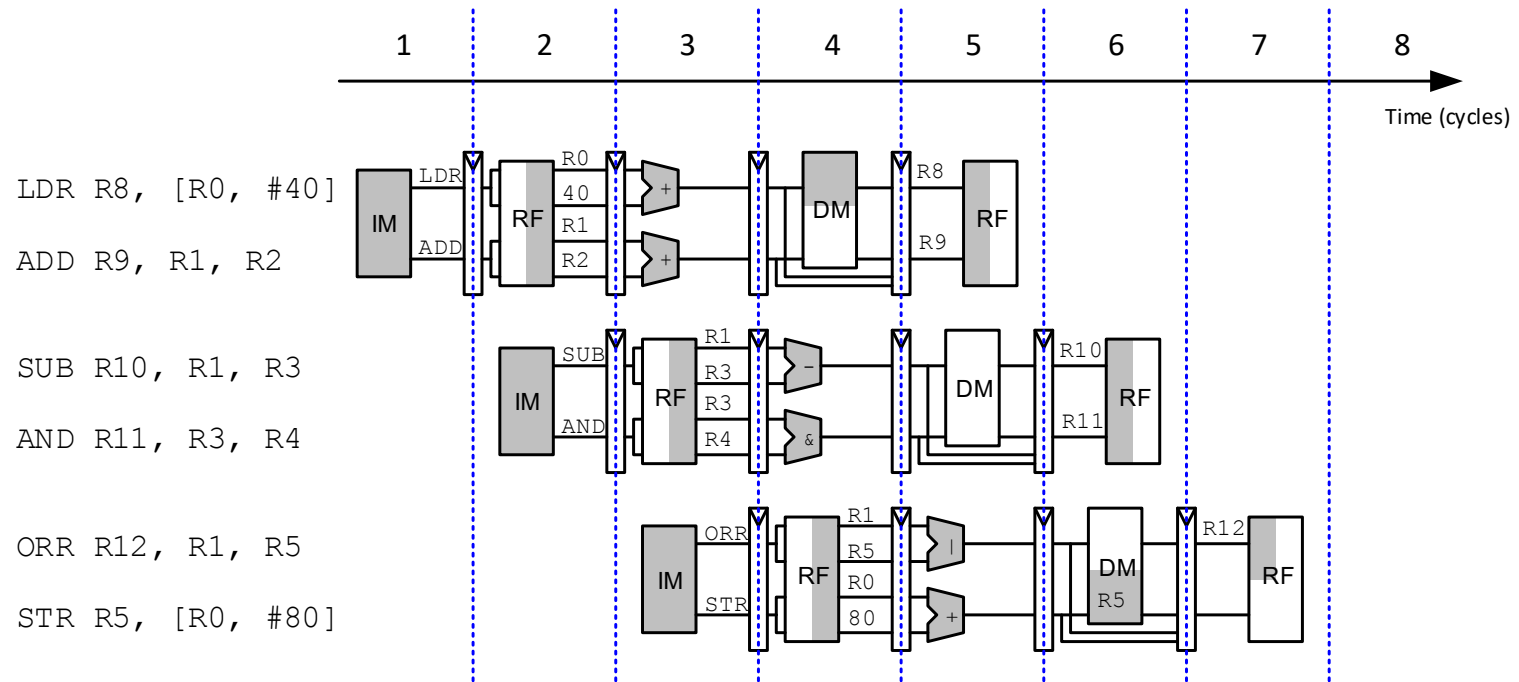 1 2 3 4 5 6 7 8
Time (cycles)
LDR R8, [R0, #40]
ADD R9, R1, R2
IM
LDR
ADD
RF
R0
40
R1
R2
+
+
DM
R8
R9
RF
SUB R10, R1, R3
AND R11, R3, R4
IM
SUB
AND
RF
R1
R3
R3
R4
-
&
DM
R10
R11
RF
ORR R12, R1, R5
STR R5, [R0, #80]
IM
ORR
STR
RF
R1
R5
R0
80
|
+
DM
R5
R12
RF